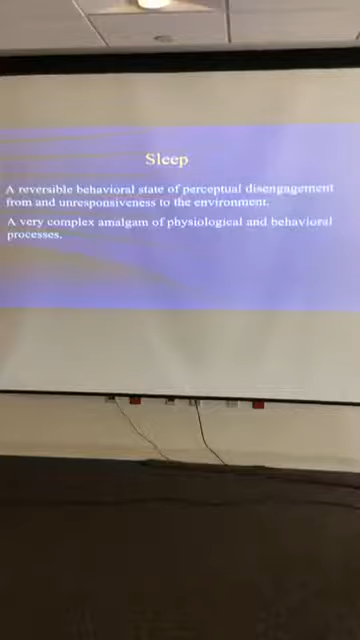 Sleep
A reversible behavioral state of perceptual disengagement
from and unresponsiveness to the environment.
A very complex amalgam of physiological and behavioral
processes.